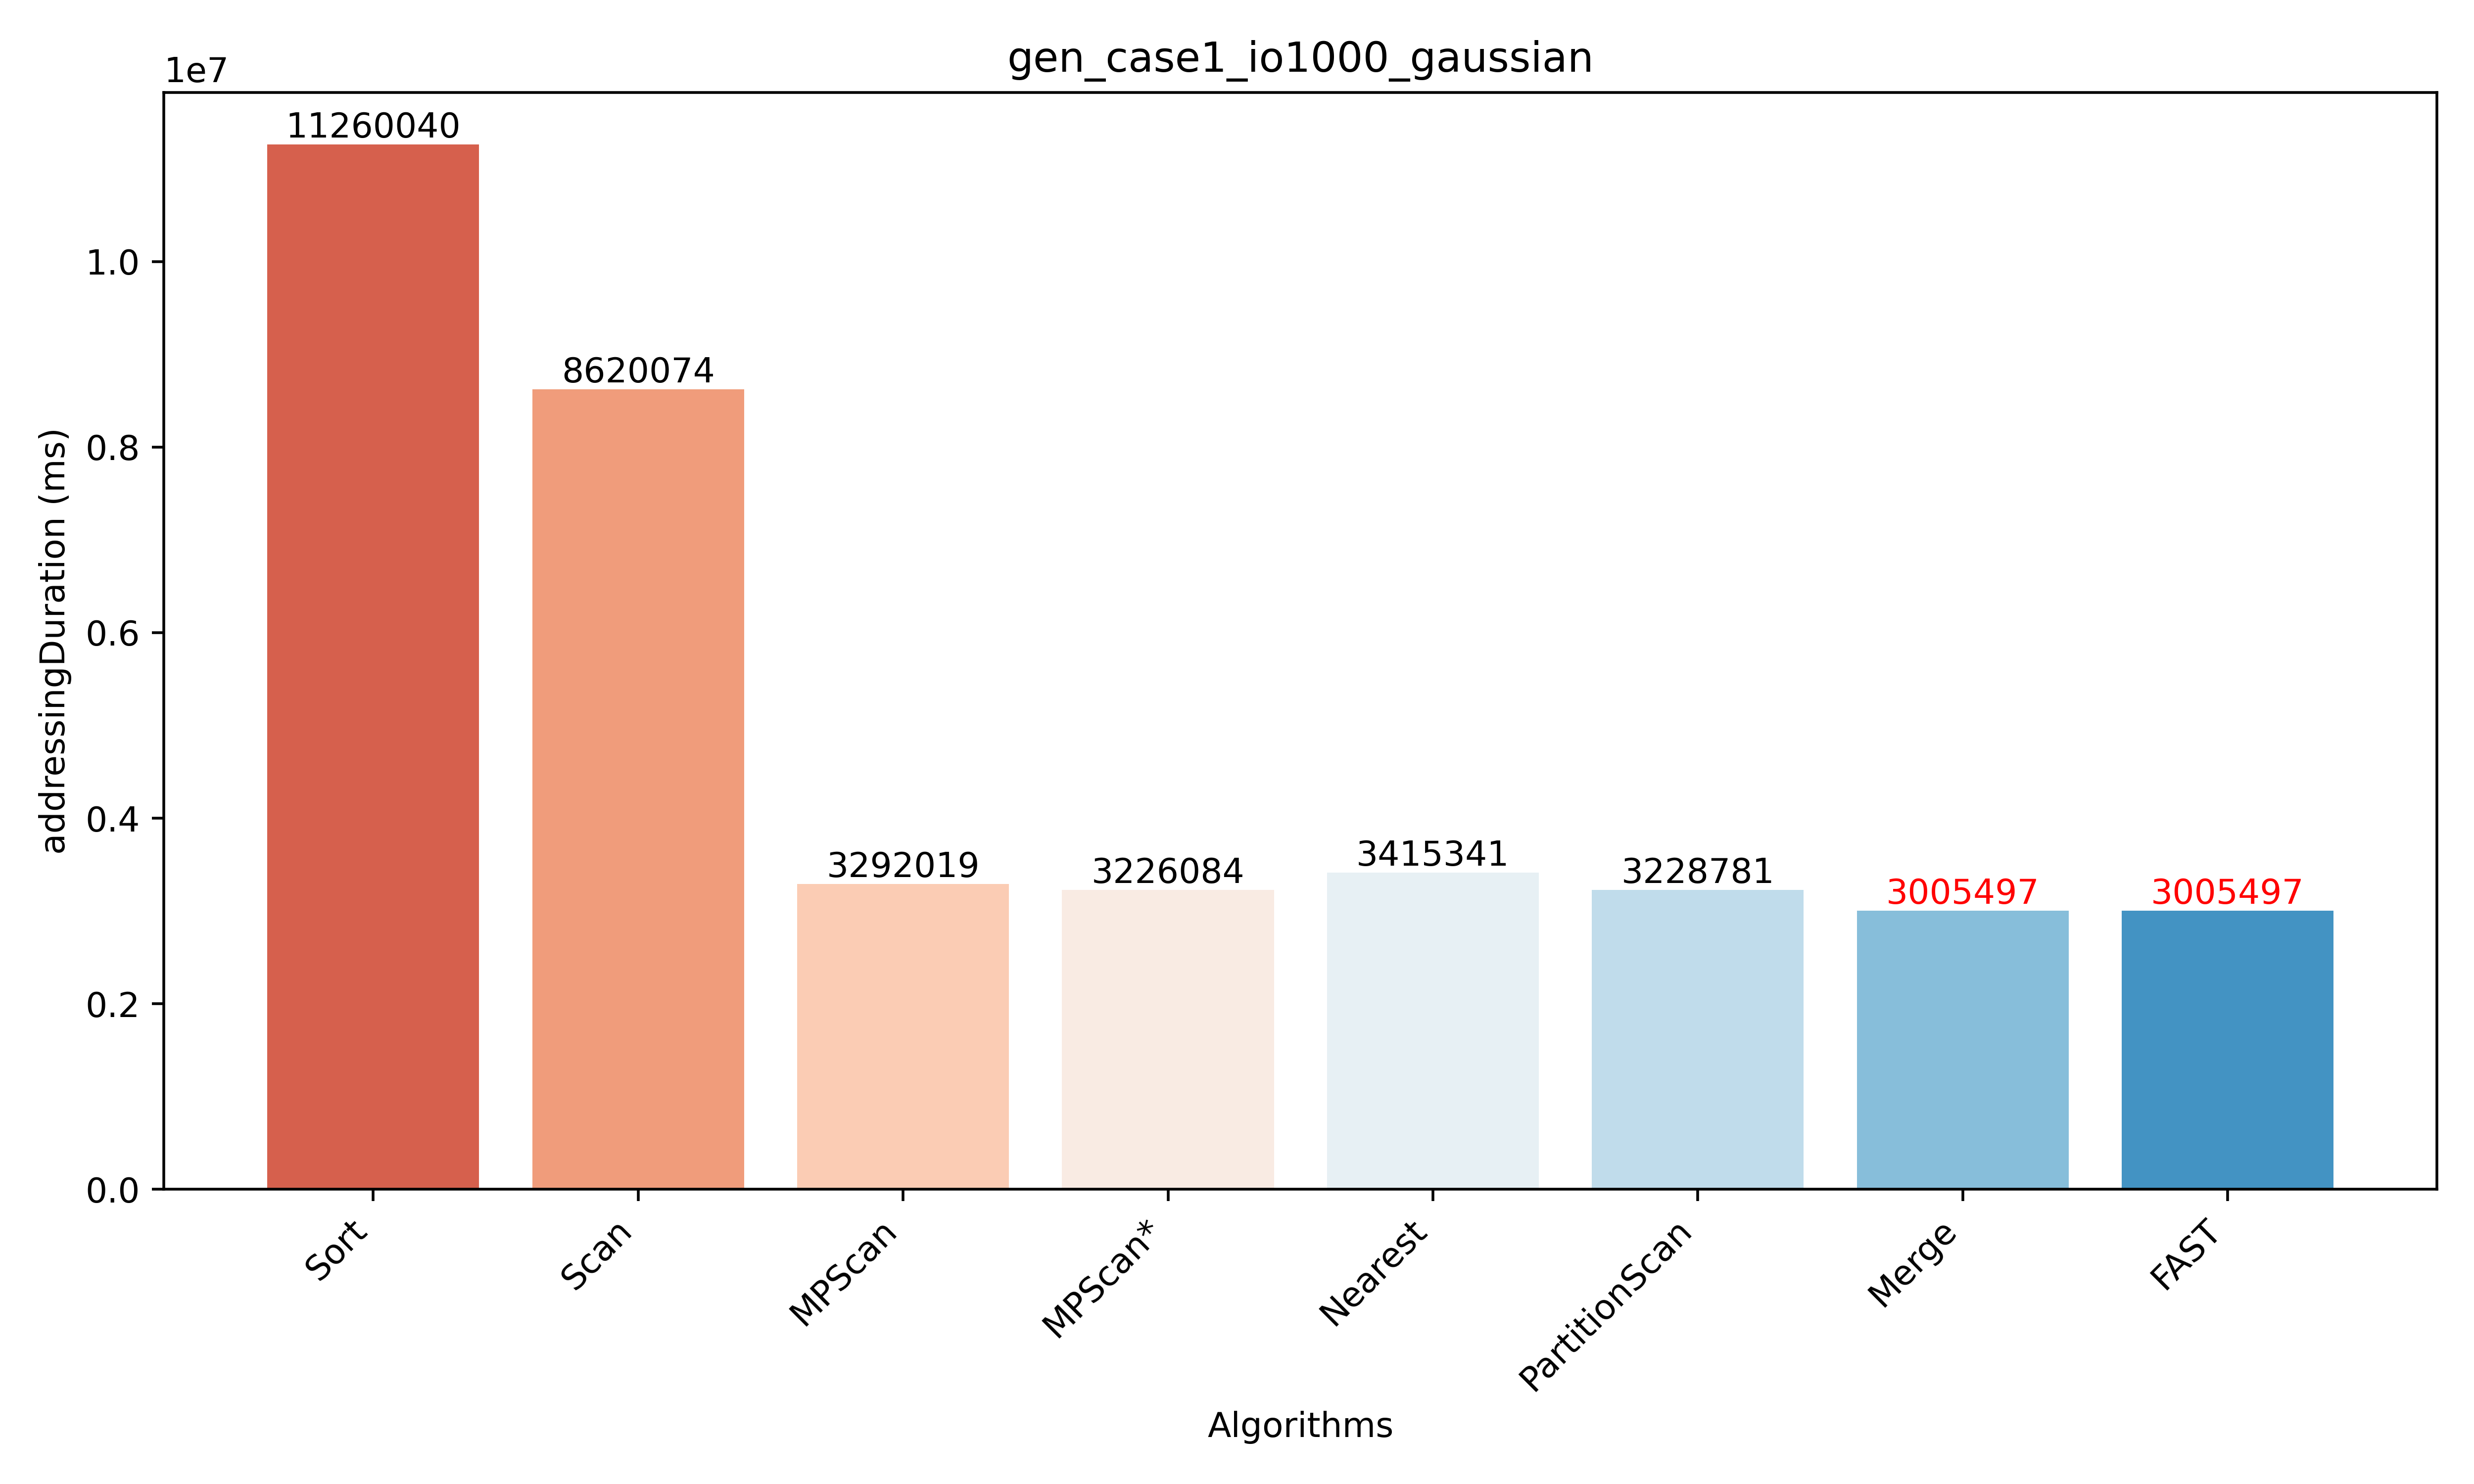 gen_case1_io1000_gaussian
1e7
11260040
8620074
3292019
3226084
3415341
3228781
3005497
3005497
1.0
0.8
0.6
0.4
0.2
0.0
addressingDuration (ms)
Sort
Scan
MPScan
MPScan*
Nearest
PartitionScan
Merge
FAST
Algorithms